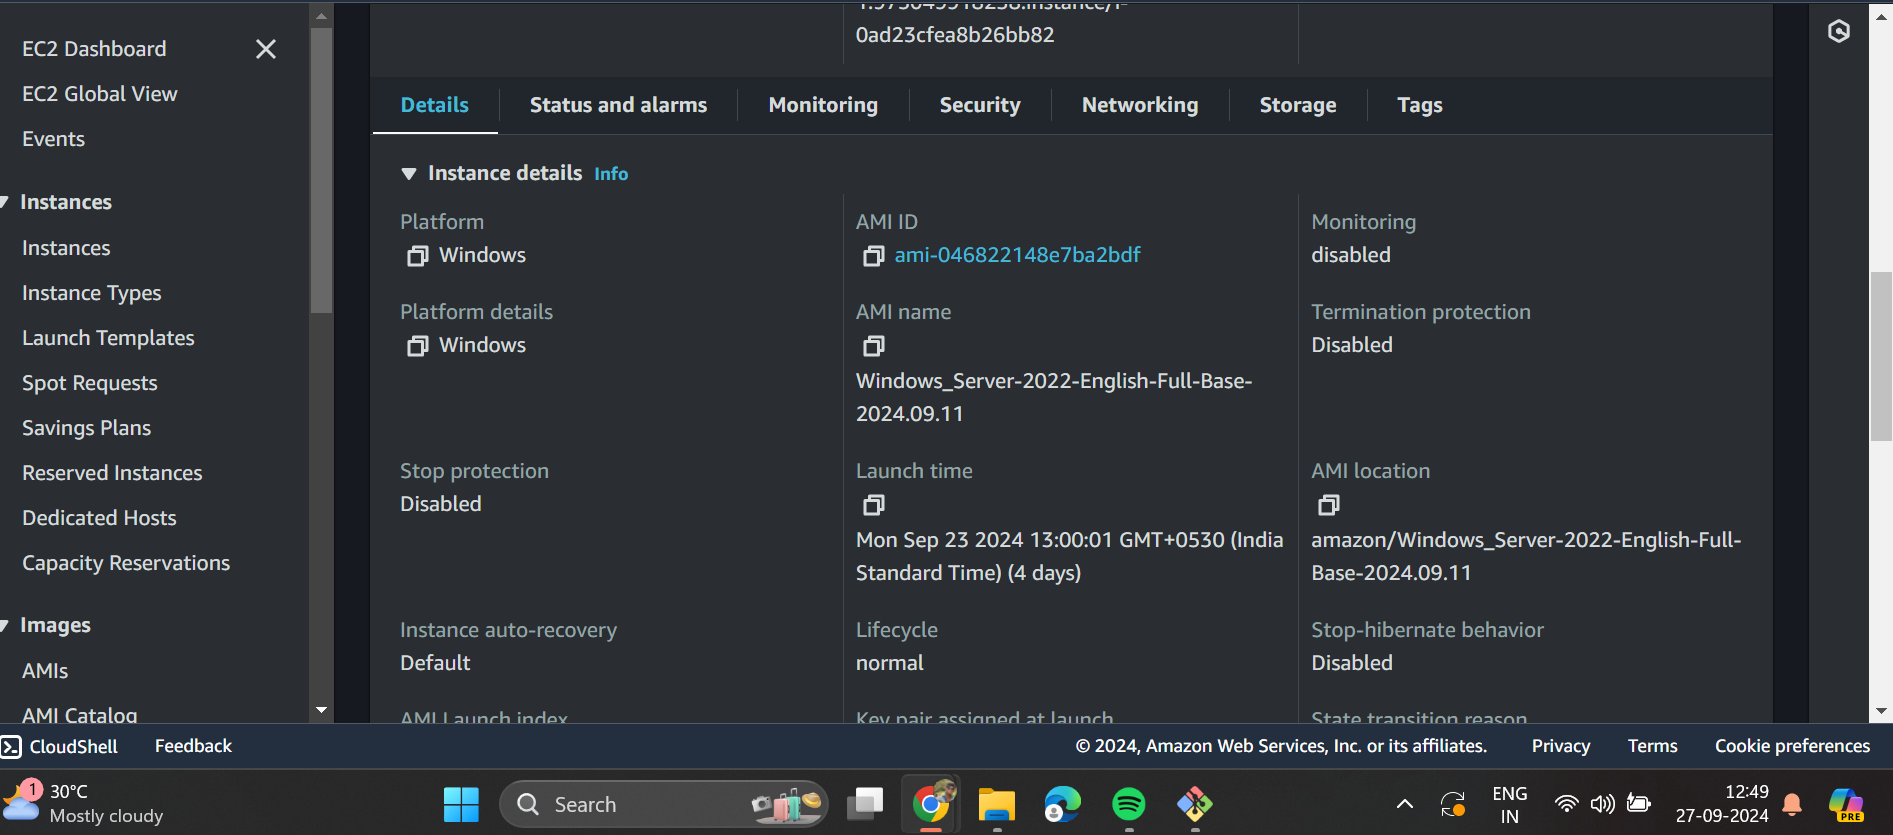 EC2 Dashboard
EC2 Global View
Events
Instances
Instances
Instance Types
Launch Templates
Spot Requests
Savings Plans
Reserved Instances
Dedicated Hosts
Capacity Reservations
Images
AMIs
AMI Catalog
0ad23cfea8b26bb82
Details
Status and alarms
Monitoring
Security
Networking
Storage
Tags
Instance details Info
Platform
Windows
AMI ID
ami-046822148e7ba2bdf
Monitoring
disabled
Platform details
Windows
AMI name
Windows_Server-2022-English-Full-Base-
2024.09.11
Termination protection
Disabled
Stop protection
Disabled
Launch time
Mon Sep 23 2024 13:00:01 GMT+0530 (India
Standard Time) (4 days)
AMI location
amazon/Windows_Server-2022-English-Full-
Base-2024.09.11
Instance auto-recovery
Default
Lifecycle
normal
Stop-hibernate behavior
Disabled
AMI Launch index
Key pair assigned at launch
State transition reason
CloudShell
Feedback
© 2024, Amazon Web Services, Inc. or its affiliates.
Privacy
Terms
Cookie preferences
1
30°C
Mostly cloudy
Search
ENG
IN
12:49
27-09-2024
PRE